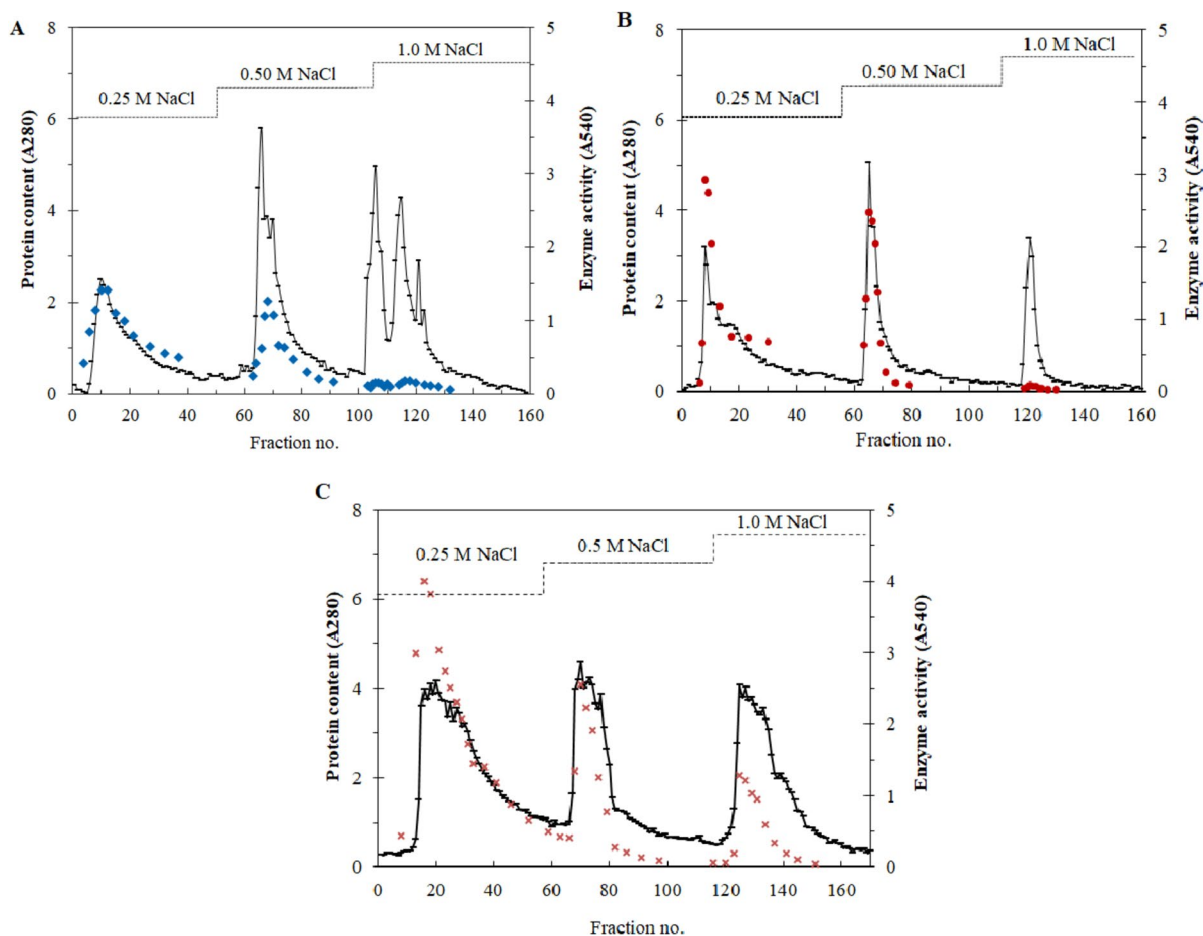 A
8
6
4
2
0
5
4
3
2
1
0
Protein content (A280)
Enzyme activity (A540)
0.25 M NaCl
0.50 M NaCl
1.0 M NaCl
0 20 40 60 80 100 120 140 160
Fraction no.
B
8
6
4
2
0
5
4
3
2
1
0
Protein content (A280)
Enzyme activity (A540)
0.25 M NaCl
0.50 M NaCl
1.0 M NaCl
0 20 40 60 80 100 120 140 160
Fraction no.
C
8
6
4
2
0
5
4
3
2
1
0
Protein content (A280)
Enzyme activity (A540)
0.25 M NaCl
0.5 M NaCl
1.0 M NaCl
0 20 40 60 80 100 120 140 160
Fraction no.